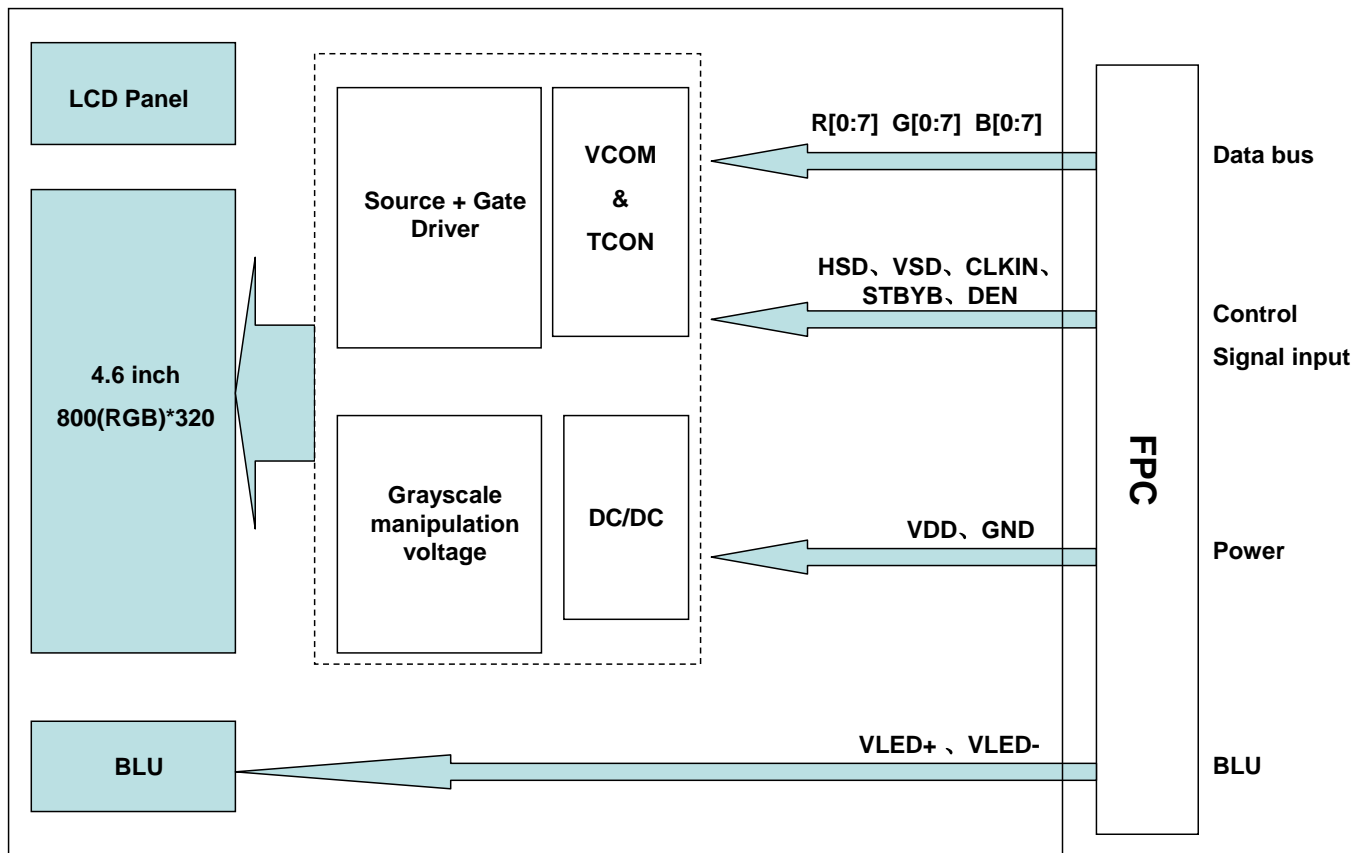 LCD Panel
4.6 inch
800(RGB)*320
BLU
Source + Gate
Driver
VCOM
&
TCON
Grayscale
manipulation
voltage
DC/DC
R[0:7] G[0:7] B[0:7]
HSD、VSD、CLKIN、
STBYB、DEN
VDD、GND
VLED+ 、VLED-
FPC
Data bus
Control
Signal input
Power
BLU